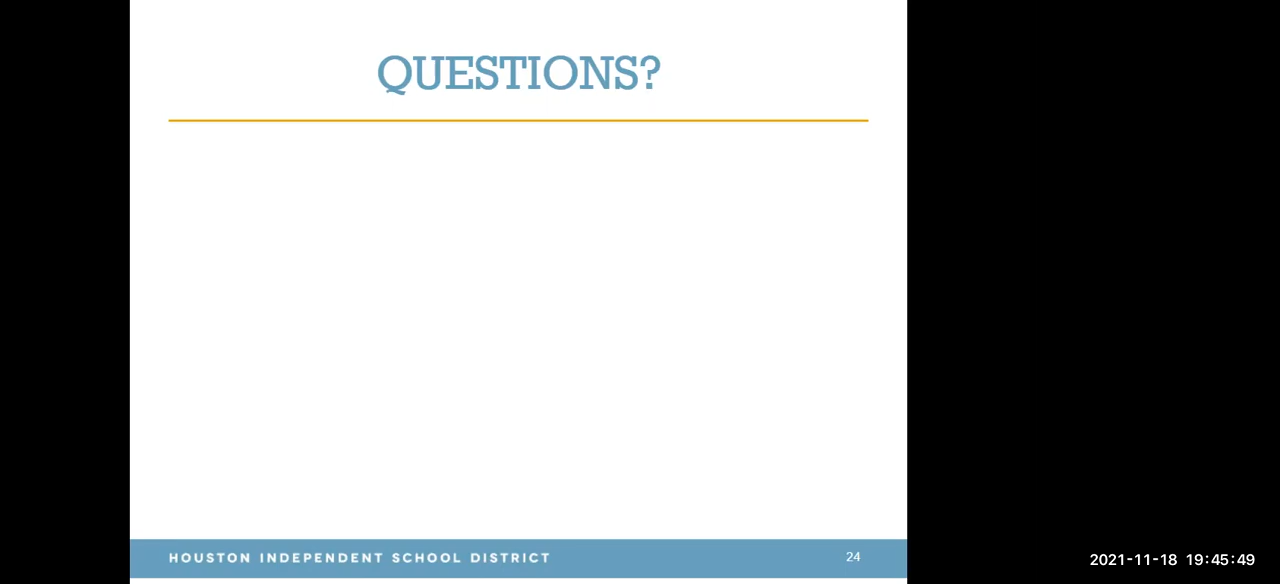 QUESTIONS?
HOUSTON INDEPENDENT SCHOOL DISTRICT
24
2021-11-18 19:45:49